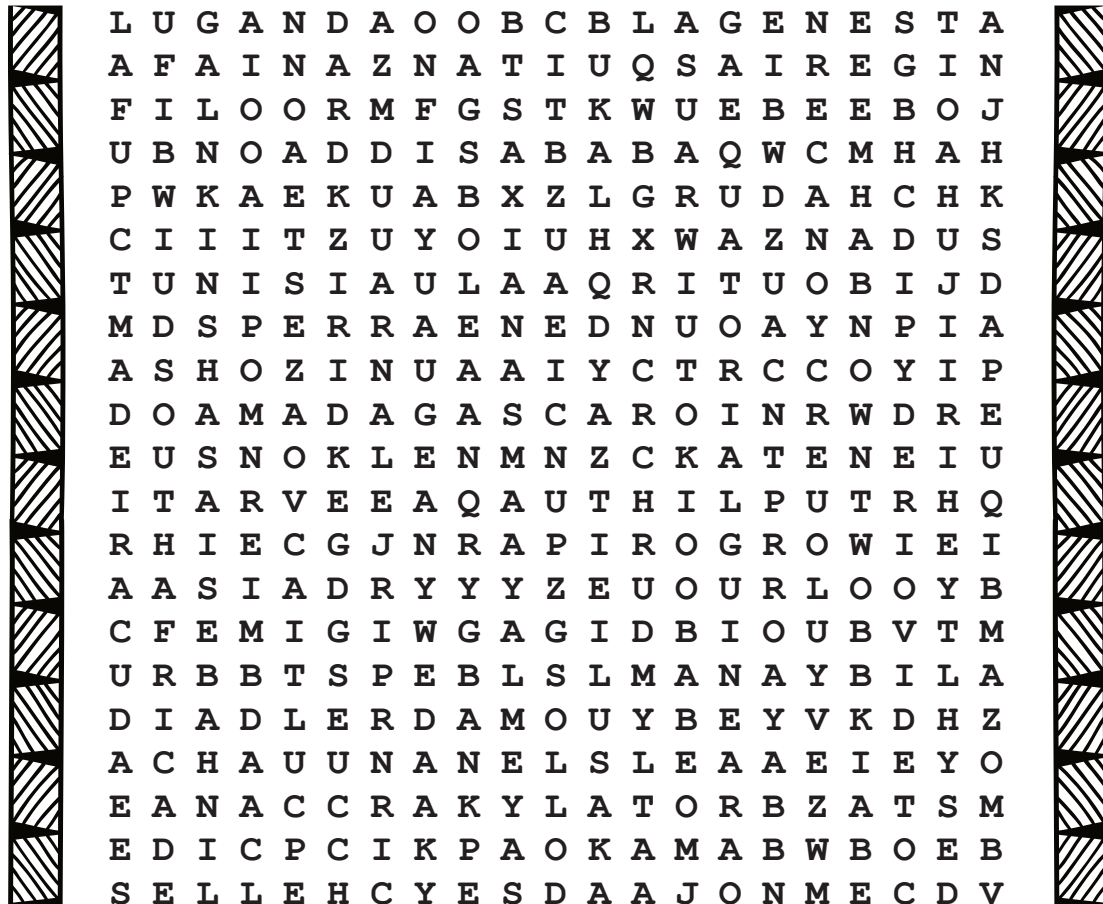 L U G A N D A O O B C B L A G E N E S T A
A F A I N A Z N A T I U Q S A I R E G I N
F I L O O R M F G S T K W U E B E E B O J
U B N O A D D I S A B A B A Q W C M H A H
P W K A E K U A B X Z L G R U D A H C H K
C I I I T Z U Y O I U H X W A Z N A D U S
T U N I S I A U L A A Q R I T U O B I J D
M D S P E R R A E N E D N U O A Y N P I A
A S H O Z I N U A A I Y C T R C C O Y I P
D O A M A D A G A S C A R O I N R W D R E
E U S N O K L E N M N Z C K A T E N E I U
I T A R V E E A Q A U T H I L P U T R H Q
R H I E C G J N R A P I R O G R O W I E I
A A S I A D R Y Y Y Z E U O U R L O O Y B
C F E M I G I W G A G I D B I O U B V T M
U R B B T S P E B L S L M A N A Y B I L A
D I A D L E R D A M O U Y B E Y V K D H Z
A C H A U U N A N E L S L E A A E I E Y O
E A N A C C R A K Y L A T O R B Z A T S M
E D I C P C I K P A O K A M A B W B O E B
S E L L E H C Y E S D A A J O N M E C D V